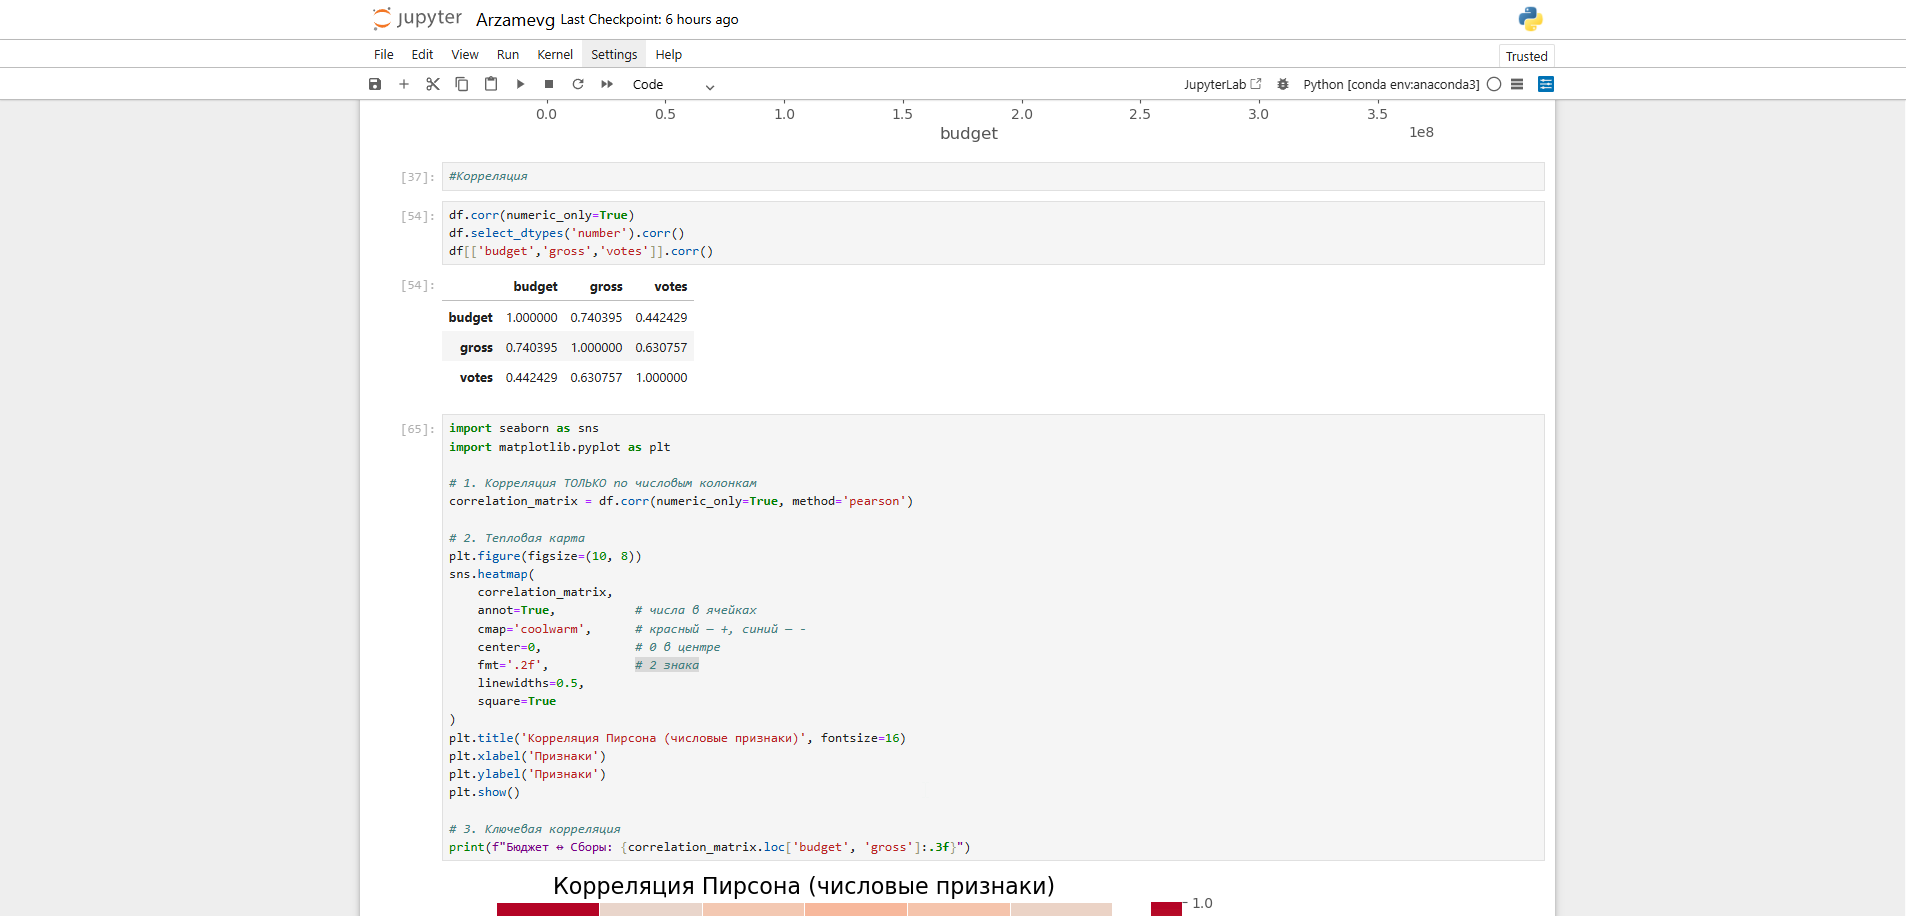 jupyter Arzamevg Last Checkpoint: 6 hours ago
File Edit View Run Kernel Settings Help Trusted
Code JupyterLab Python [conda env:anaconda3]
0.0 0.5 1.0 1.5 2.0 2.5 3.0 3.5
budget 1e8
[37]: #Корреляция
[54]: df.corr(numeric_only=True)
df.select_dtypes('number').corr()
df[['budget','gross','votes']].corr()
[54]: budget gross votes
budget 1.000000 0.740395 0.442429
gross 0.740395 1.000000 0.630757
votes 0.442429 0.630757 1.000000
[65]: import seaborn as sns
import matplotlib.pyplot as plt
# 1. Корреляция ТОЛЬКО по числовым колонкам
correlation_matrix = df.corr(numeric_only=True, method='pearson')
# 2. Тепловая карта
plt.figure(figsize=(10, 8))
sns.heatmap(
    correlation_matrix,
    annot=True,           # числа в ячейках
    cmap='coolwarm',      # красный — +, синий — -
    center=0,             # 0 в центре
    fmt='.2f',            # 2 знака
    linewidths=0.5,
    square=True
)
plt.title('Корреляция Пирсона (числовые признаки)', fontsize=16)
plt.xlabel('Признаки')
plt.ylabel('Признаки')
plt.show()
# 3. Ключевая корреляция
print(f"Бюджет ↔ Сборы: {correlation_matrix.loc['budget', 'gross']:.3f}")
Корреляция Пирсона (числовые признаки)
1.0